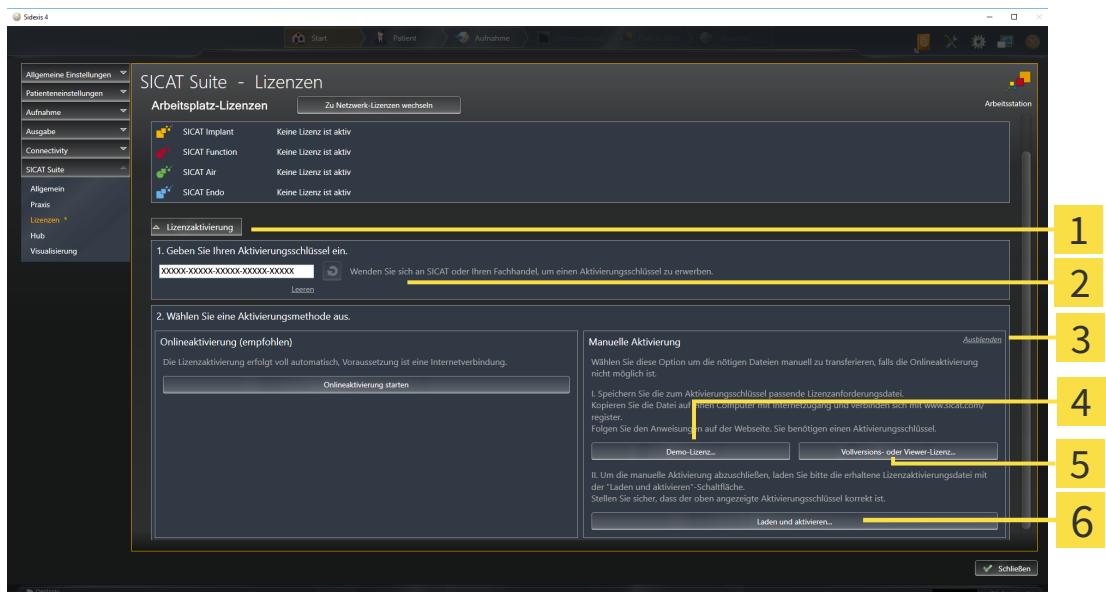 Sidexis 4
Start
Patient
Aufnahme
Allgemeine Einstellungen
Patienteneinstellungen
Aufnahme
Ausgabe
Connectivity
SICAT Suite
Allgemein
Praxis
Lizenzen *
Hub
Visualisierung
SICAT Suite - Lizenzen
Arbeitsplatz-Lizenzen
Zu Netzwerk-Lizenzen wechseln
Arbeitsstation
SICAT Implant Keine Lizenz ist aktiv
SICAT Function Keine Lizenz ist aktiv
SICAT Air Keine Lizenz ist aktiv
SICAT Endo Keine Lizenz ist aktiv
Lizenzaktivierung
1. Geben Sie Ihren Aktivierungsschlüssel ein.
XXXXX-XXXXX-XXXXX-XXXXX-XXXXX
Wenden Sie sich an SICAT oder Ihren Fachhandel, um einen Aktivierungsschlüssel zu erwerben.
Leeren
2. Wählen Sie eine Aktivierungsmethode aus.
Onlineaktivierung (empfohlen)
Die Lizenzaktivierung erfolgt voll automatisch, Voraussetzung ist eine Internetverbindung.
Onlineaktivierung starten
Manuelle Aktivierung
Ausblenden
Wählen Sie diese Option um die nötigen Dateien manuell zu transferieren, falls die Onlineaktivierung
nicht möglich ist.
I. Speichern Sie die zum Aktivierungsschlüssel passende Lizenzanforderungsdatei.
Kopieren Sie die Datei auf einen Computer mit Internetzugang und verbinden sich mit www.sicat.com/
register.
Folgen Sie den Anweisungen auf der Webseite. Sie benötigen einen Aktivierungsschlüssel.
Demo-Lizenz...
Vollversions- oder Viewer-Lizenz...
II. Um die manuelle Aktivierung abzuschließen, laden Sie bitte die erhaltene Lizenzaktivierungsdatei mit
der "Laden und aktivieren"-Schaltfläche.
Stellen Sie sicher, dass der oben angezeigte Aktivierungsschlüssel korrekt ist.
Laden und aktivieren...
Schließen
1
2
3
4
5
6